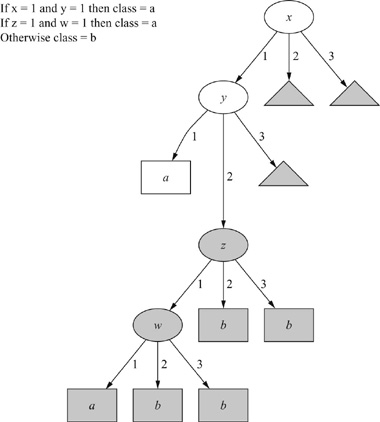 If x = 1 and y = 1 then class = a
If z = 1 and w = 1 then class = a
Otherwise class = b
x
1 2 3
y
1 2 3
a
z
1 2 3
w b b
1 2 3
a b b